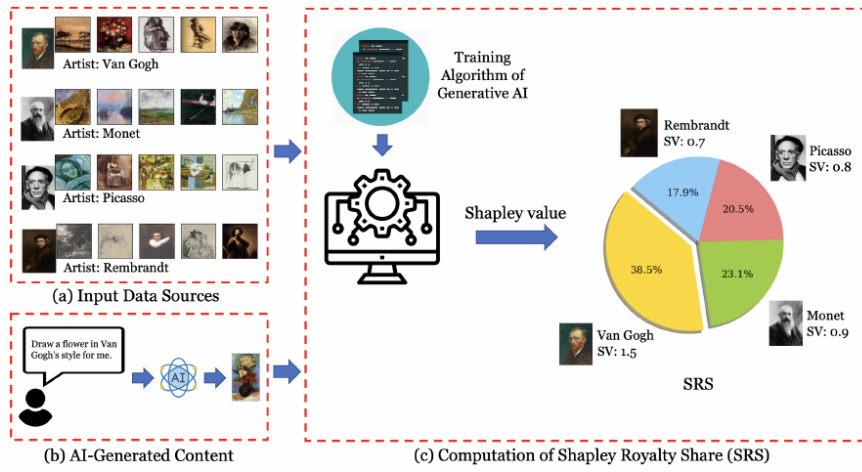 Artist: Van Gogh
Artist: Monet
Artist: Picasso
Artist: Rembrandt
(a) Input Data Sources
Draw a flower in Van
Gogh's style for me.
AI
(b) AI-Generated Content
Training
Algorithm of
Generative AI
Shapley value
Rembrandt
SV: 0.7
Picasso
SV: 0.8
17.9%
20.5%
38.5%
23.1%
Van Gogh
SV: 1.5
Monet
SV: 0.9
SRS
(c) Computation of Shapley Royalty Share (SRS)